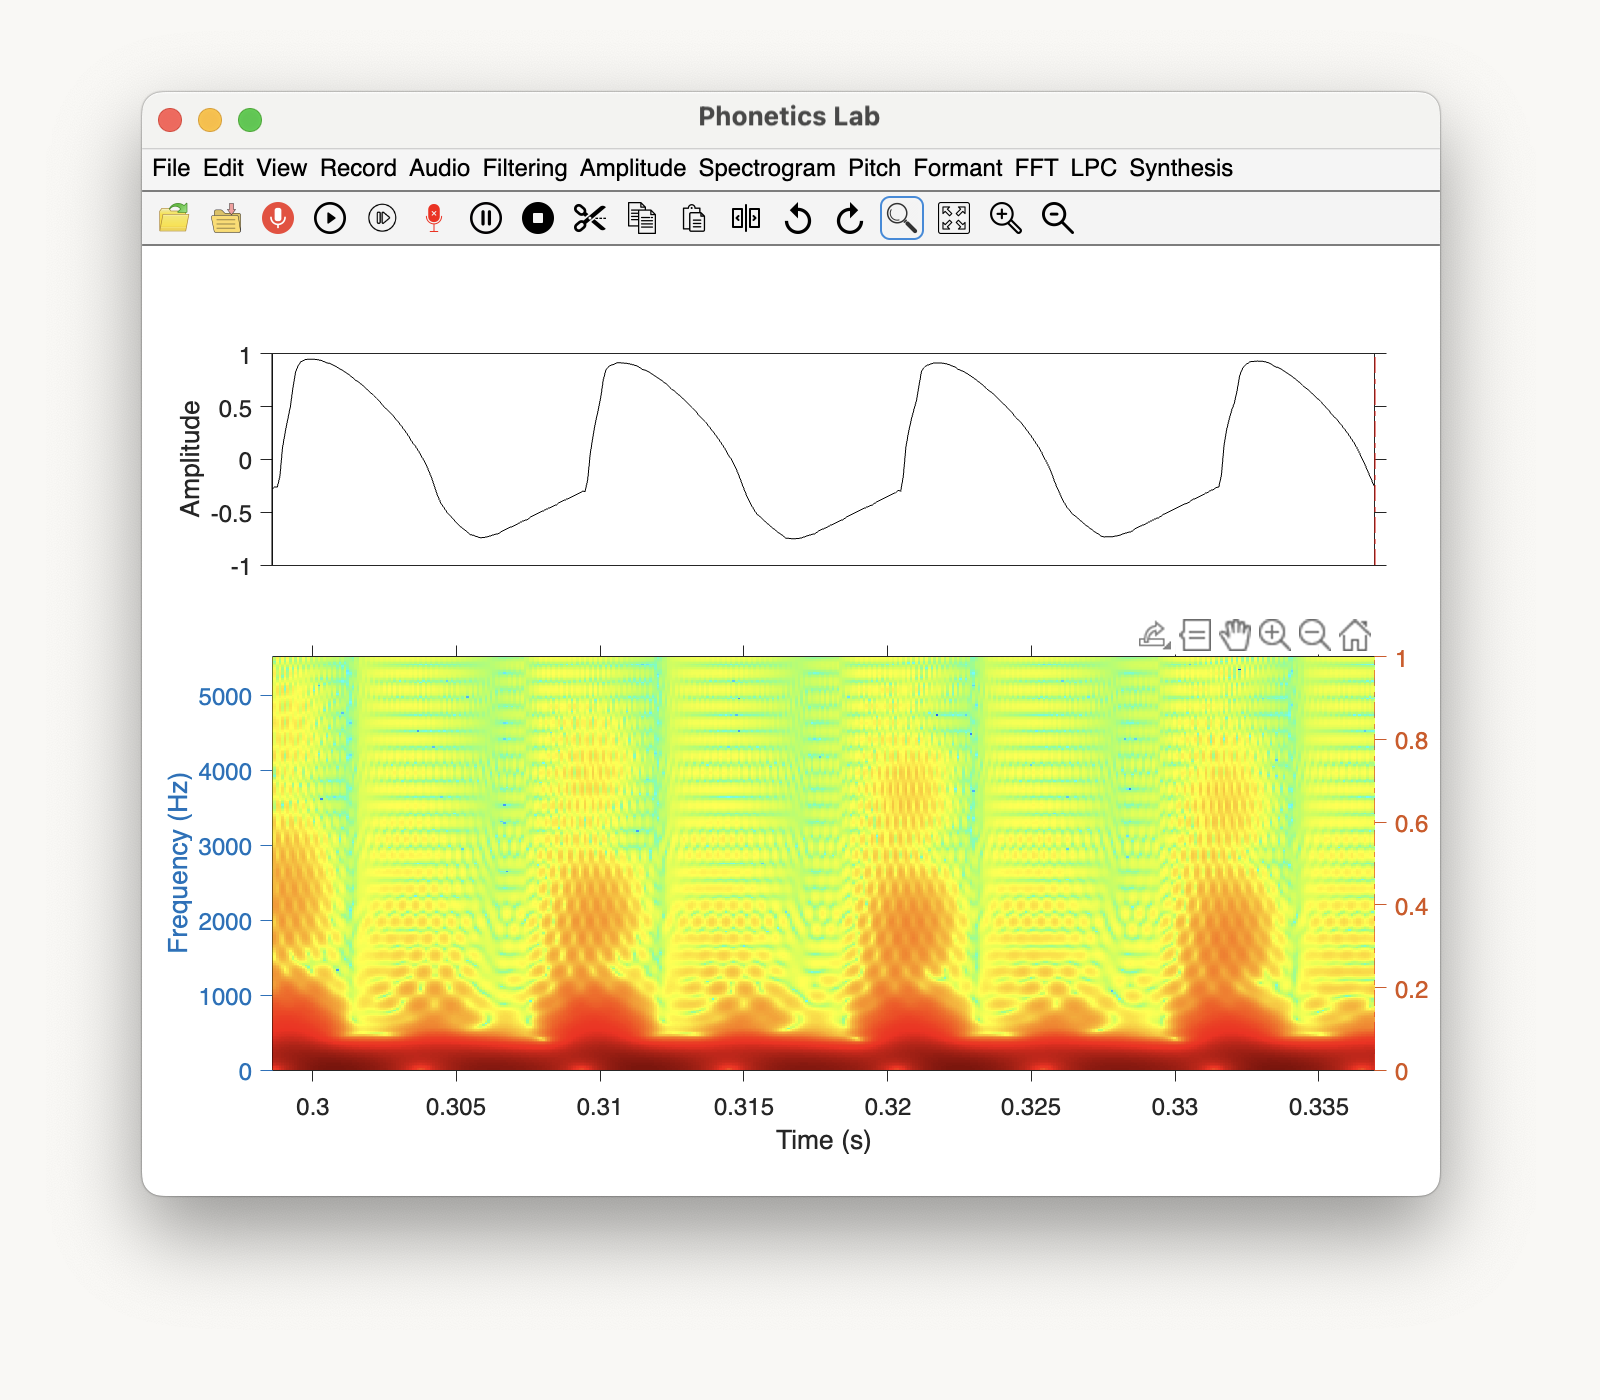 Phonetics Lab
File Edit View Record Audio Filtering Amplitude Spectrogram Pitch Formant FFT LPC Synthesis
Amplitude
1
0.5
0
-0.5
-1
Frequency (Hz)
5000
4000
3000
2000
1000
0
1
0.8
0.6
0.4
0.2
0
0.3 0.305 0.31 0.315 0.32 0.325 0.33 0.335
Time (s)